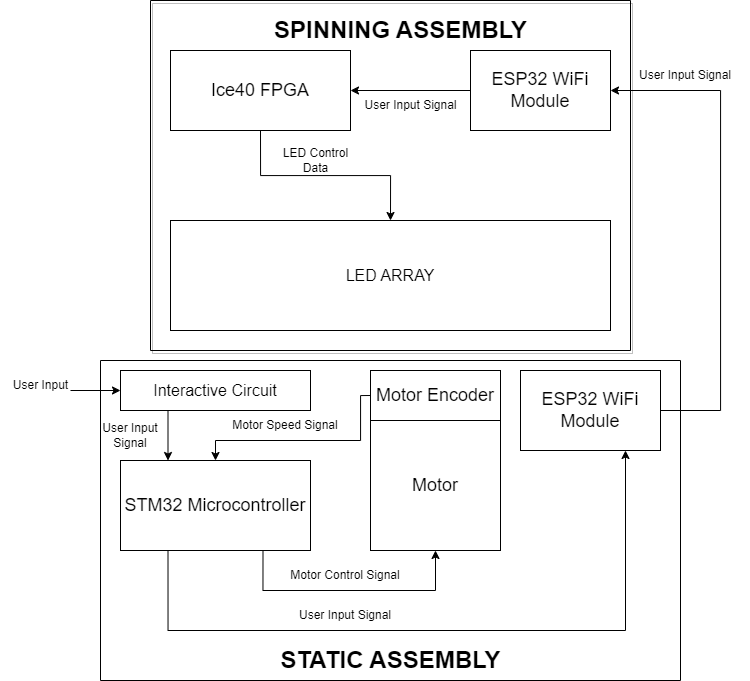 SPINNING ASSEMBLY
Ice40 FPGA
ESP32 WiFi
Module
User Input Signal
User Input Signal
LED Control
Data
LED ARRAY
User Input
Interactive Circuit
Motor Encoder
ESP32 WiFi
Module
User Input
Signal
Motor Speed Signal
STM32 Microcontroller
Motor
Motor Control Signal
User Input Signal
STATIC ASSEMBLY